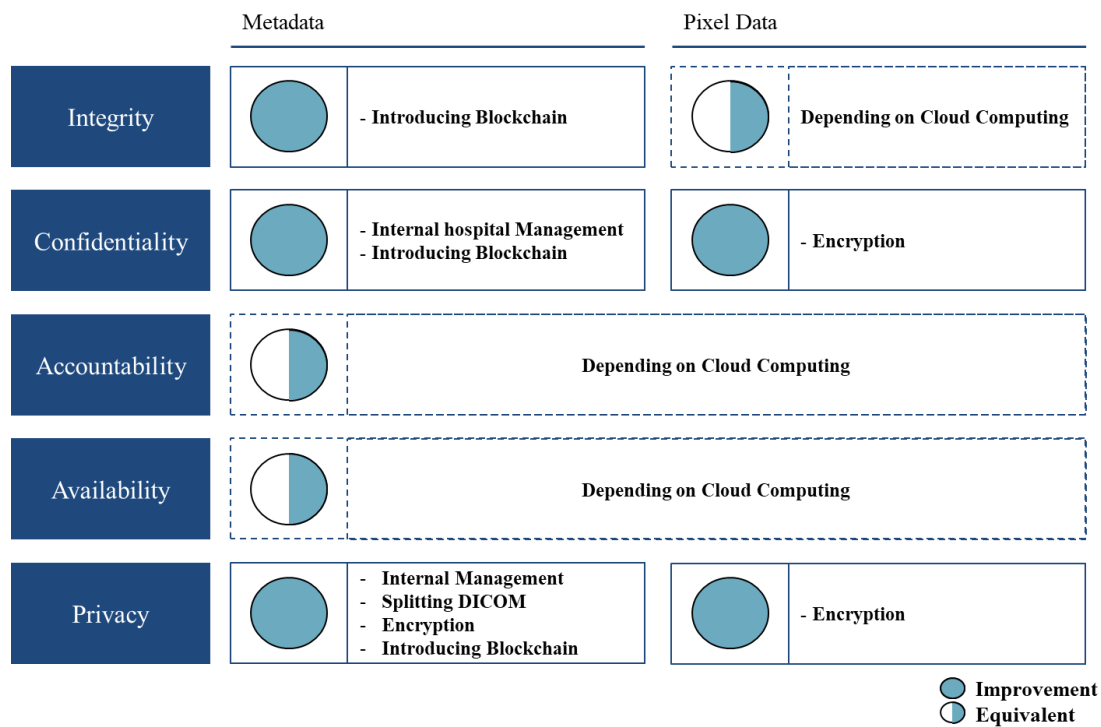 Metadata
Pixel Data
Integrity
- Introducing Blockchain
Depending on Cloud Computing
Confidentiality
- Internal hospital Management
- Introducing Blockchain
- Encryption
Accountability
Depending on Cloud Computing
Availability
Depending on Cloud Computing
Privacy
- Internal Management
- Splitting DICOM
- Encryption
- Introducing Blockchain
- Encryption
Improvement
Equivalent